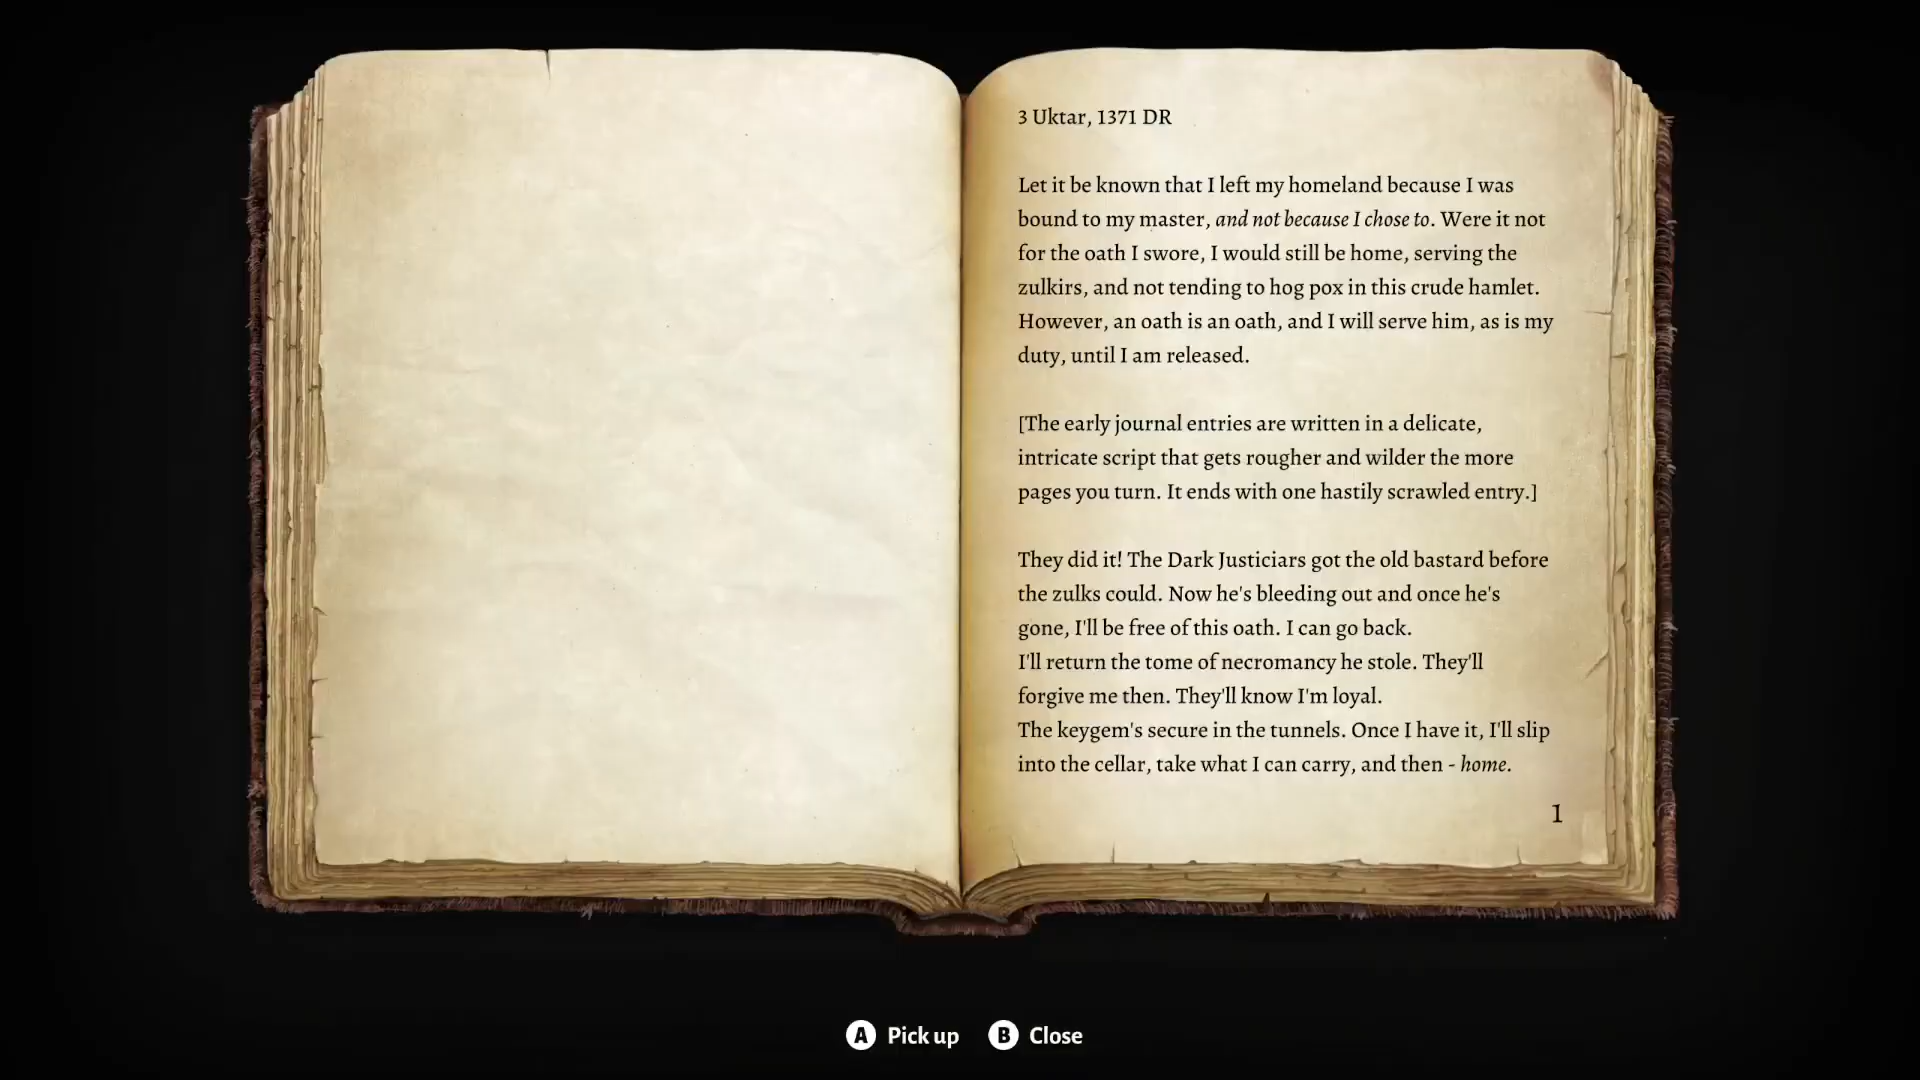 3 Uktar, 1371 DR
Let it be known that I left my homeland because I was
bound to my master, and not because I chose to. Were it not
for the oath I swore, I would still be home, serving the
zulkirs, and not tending to hog pox in this crude hamlet.
However, an oath is an oath, and I will serve him, as is my
duty, until I am released.
[The early journal entries are written in a delicate,
intricate script that gets rougher and wilder the more
pages you turn. It ends with one hastily scrawled entry.]
They did it! The Dark Justiciars got the old bastard before
the zulks could. Now he's bleeding out and once he's
gone, I'll be free of this oath. I can go back.
I'll return the tome of necromancy he stole. They'll
forgive me then. They'll know I'm loyal.
The keygem's secure in the tunnels. Once I have it, I'll slip
into the cellar, take what I can carry, and then - home.
1
A Pick up B Close